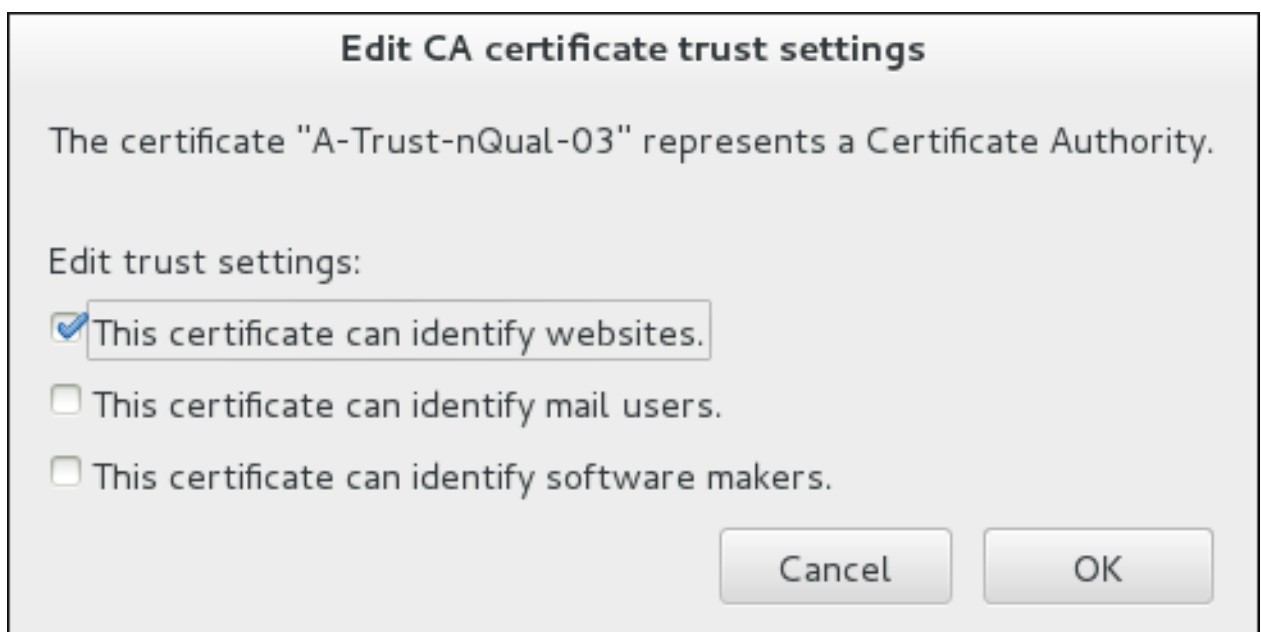 Edit CA certificate trust settings
The certificate "A-Trust-nQual-03" represents a Certificate Authority.
Edit trust settings:
This certificate can identify websites.
This certificate can identify mail users.
This certificate can identify software makers.
Cancel OK